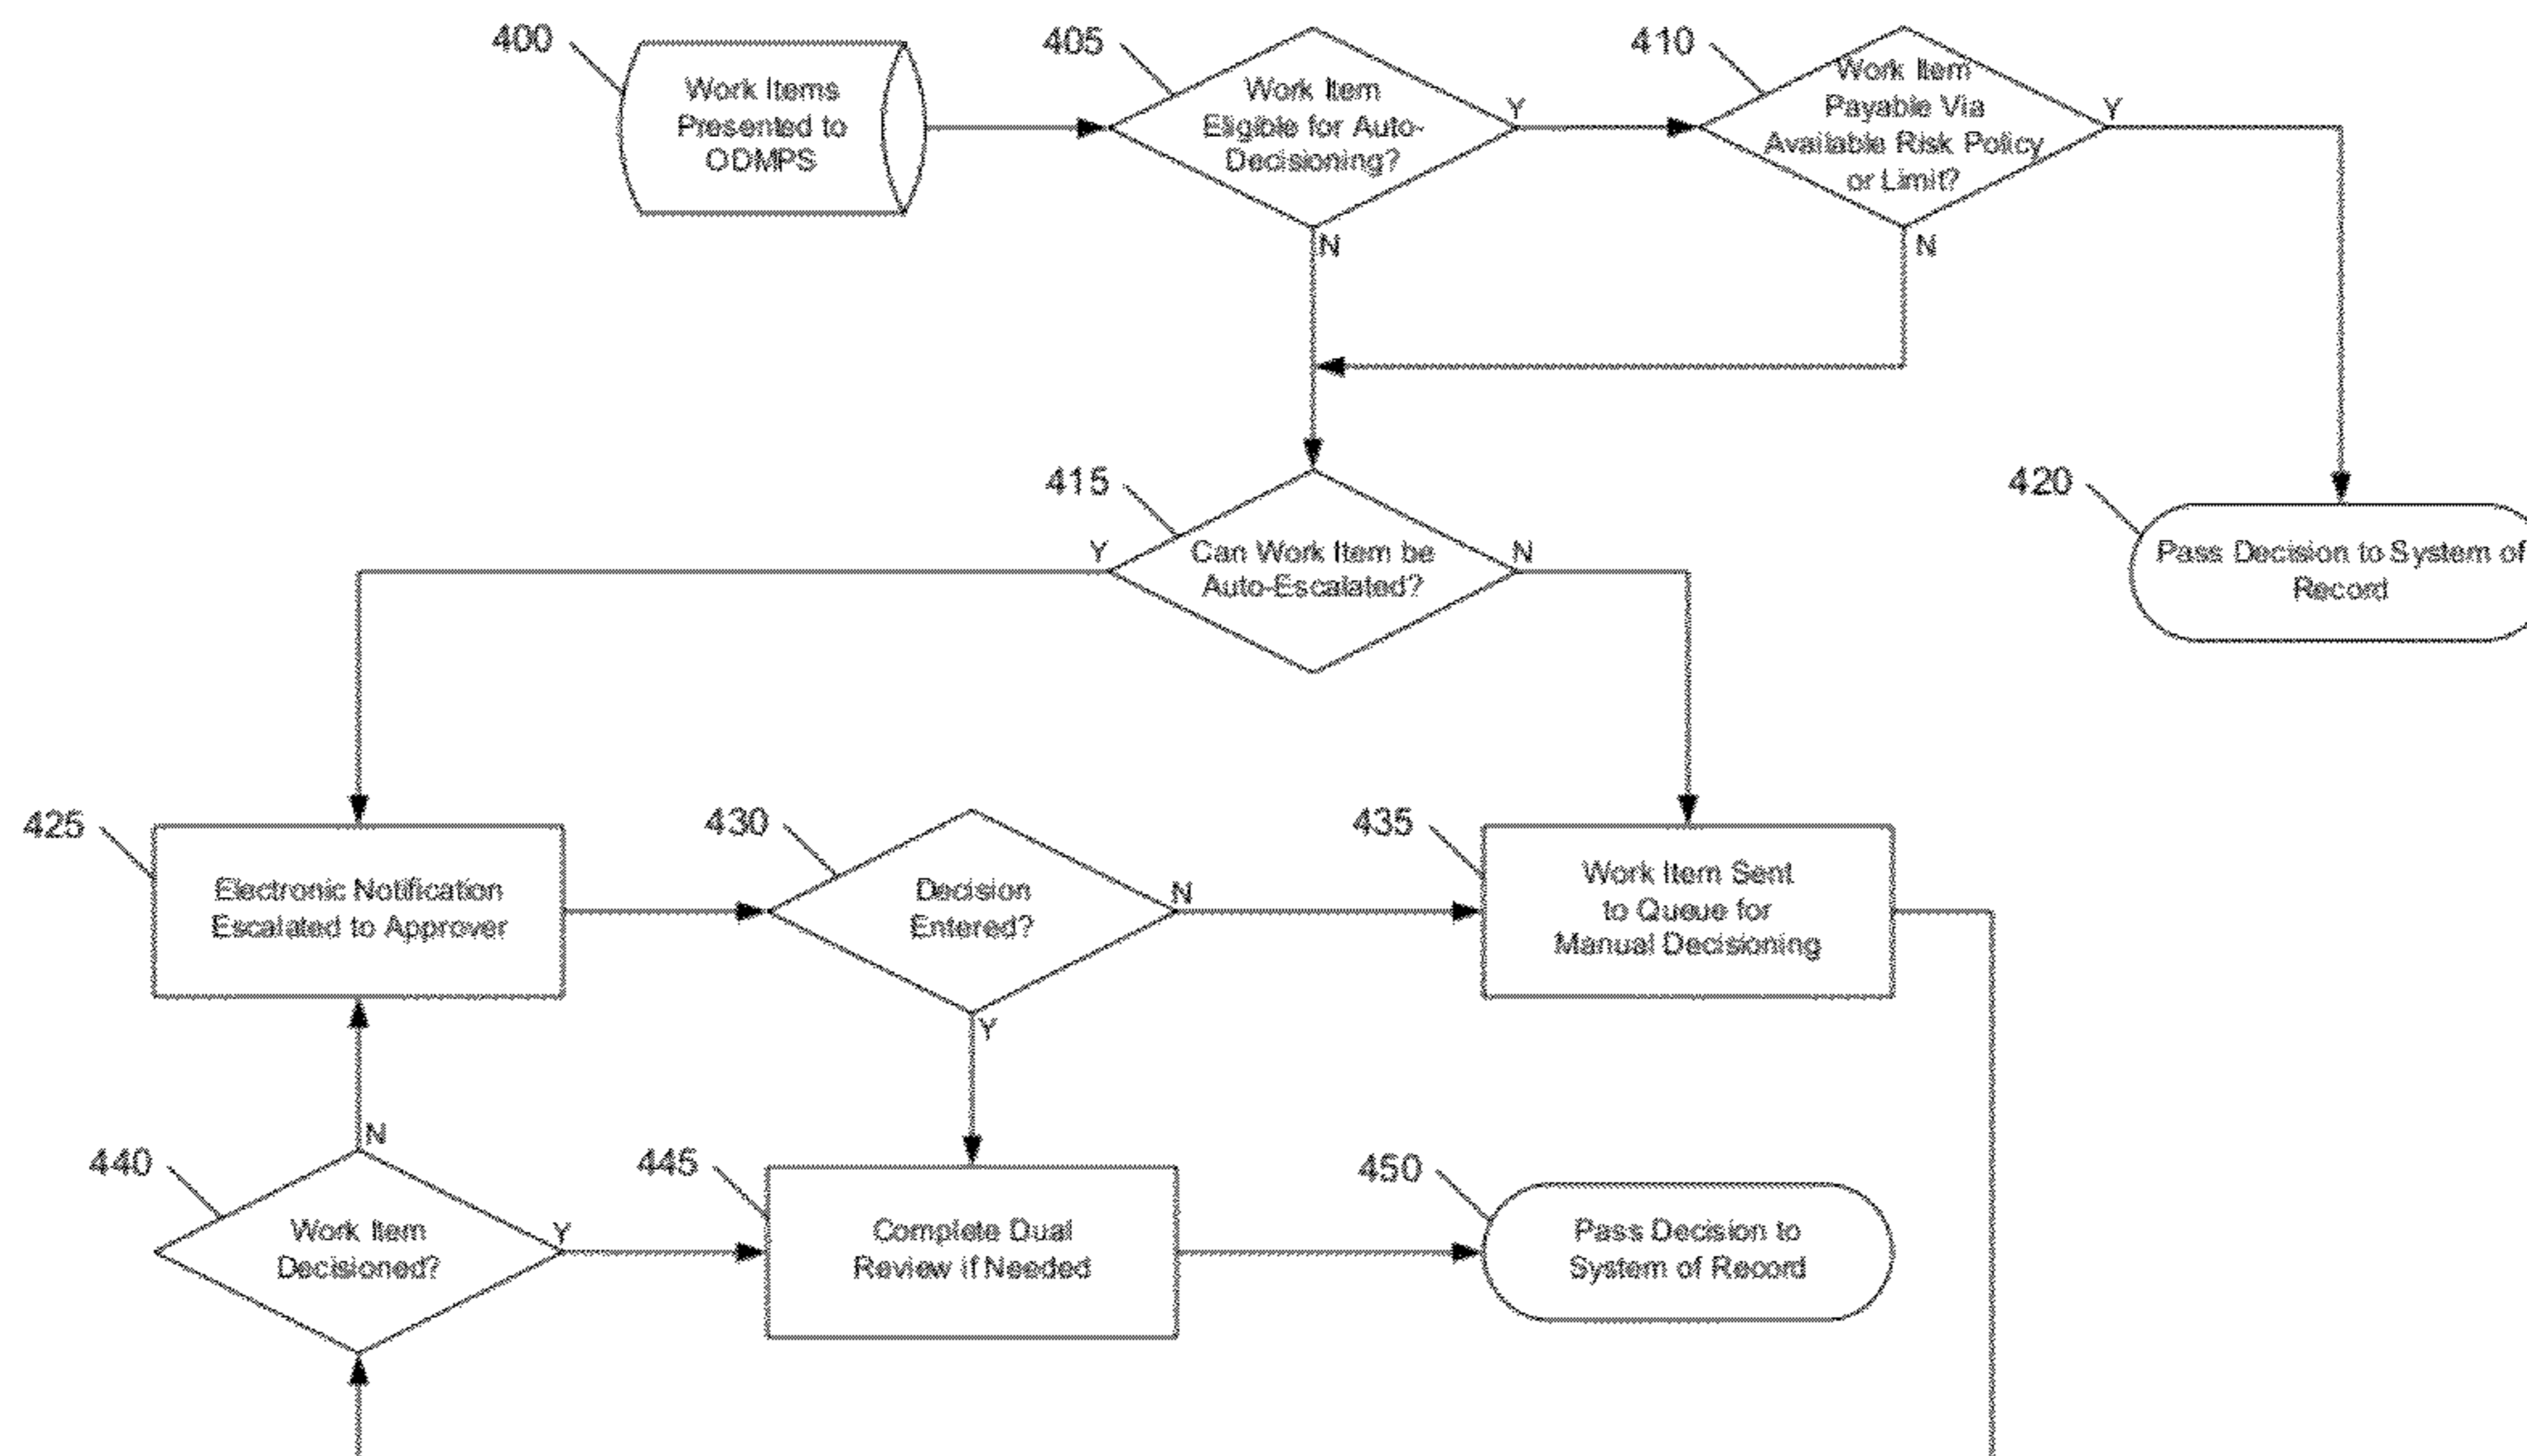 400
Work Items
Presented to
ODMPS
405
Work Item
Eligible for Auto-
Decisioning?
Y
N
410
Work Item
Payable Via
Available Risk Policy
or Limit?
Y
N
415
Can Work Item be
Auto-Escalated?
Y
N
420
Pass Decision to System of
Record
425
Electronic Notification
Escalated to Approver
430
Decision
Entered?
N
Y
435
Work Item Sent
to Queue for
Manual Decisioning
440
Work Item
Decisioned?
N
Y
445
Complete Dual
Review if Needed
450
Pass Decision to
System of Record